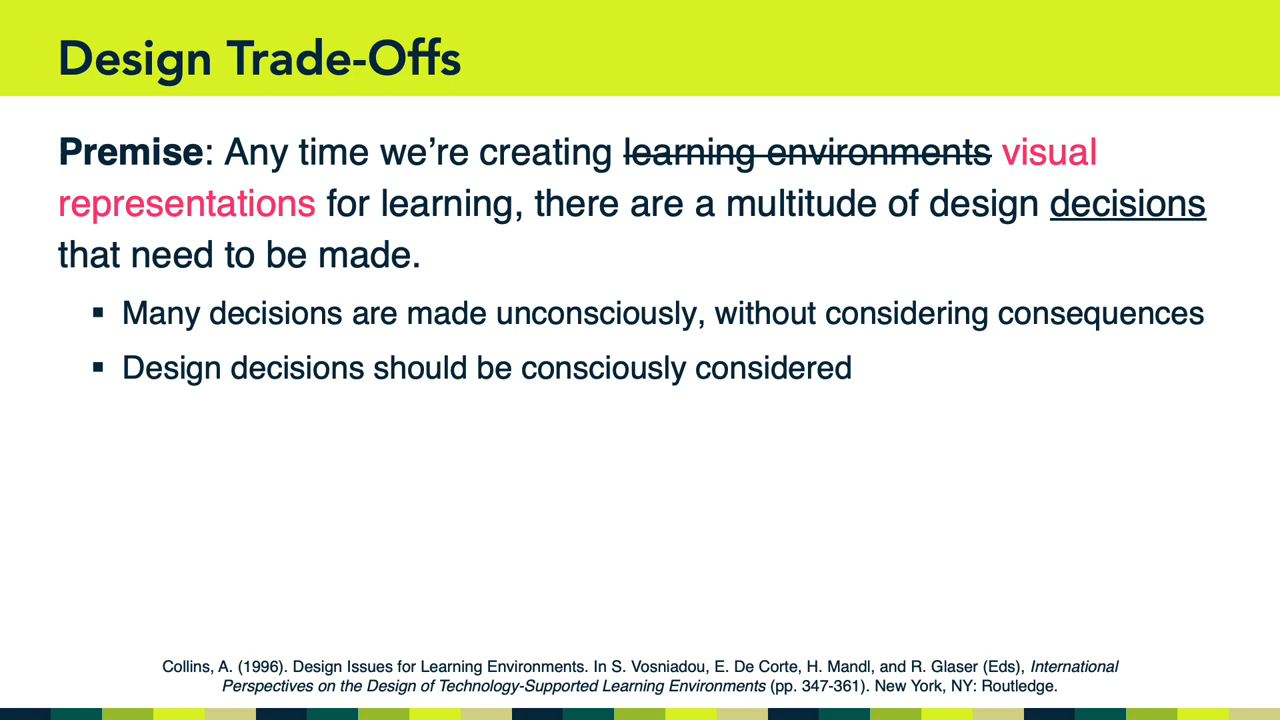 Design Trade-Offs
Premise: Any time we’re creating learning environments visual
representations for learning, there are a multitude of design decisions
that need to be made.
▪ Many decisions are made unconsciously, without considering consequences
▪ Design decisions should be consciously considered
Collins, A. (1996). Design Issues for Learning Environments. In S. Vosniadou, E. De Corte, H. Mandl, and R. Glaser (Eds), International
Perspectives on the Design of Technology-Supported Learning Environments (pp. 347-361). New York, NY: Routledge.